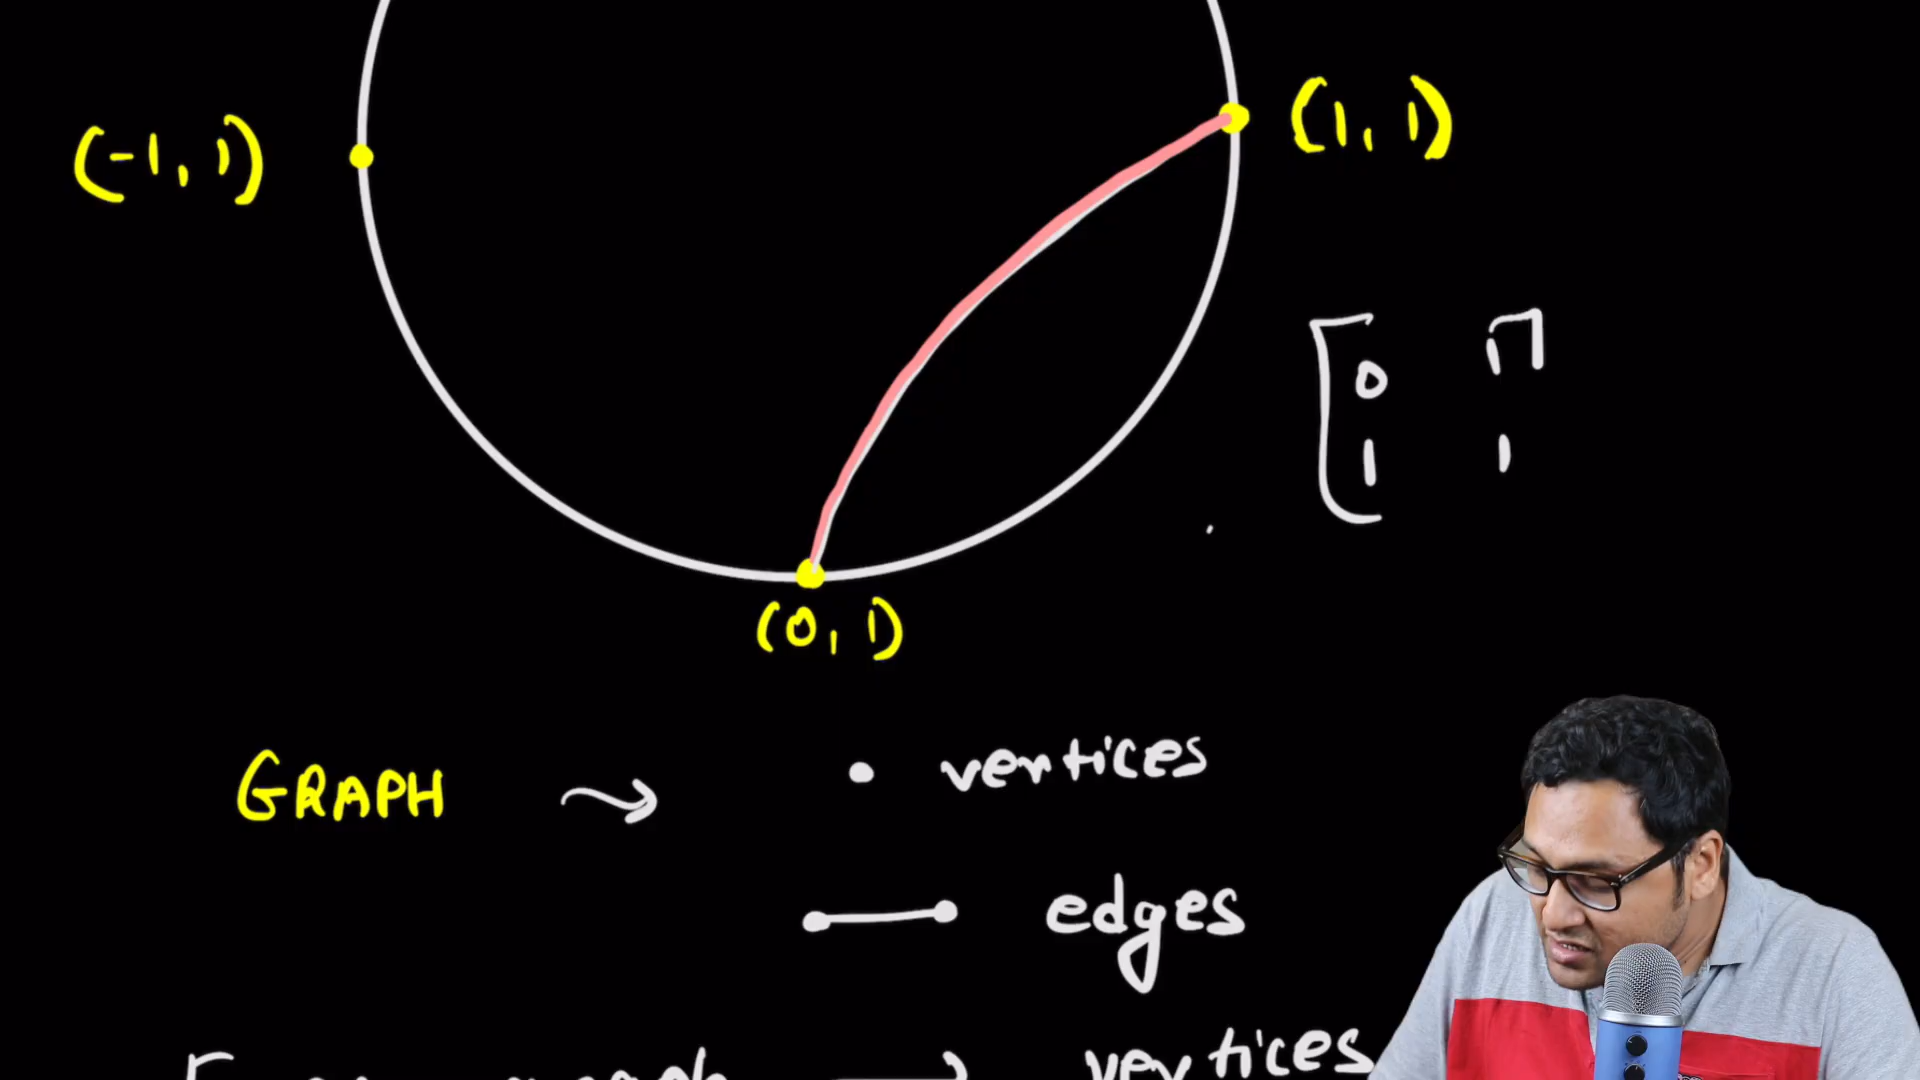 (-1, 1)
(1, 1)
0 1
1 1
(0, 1)
GRAPH
vertices
edges
vertices